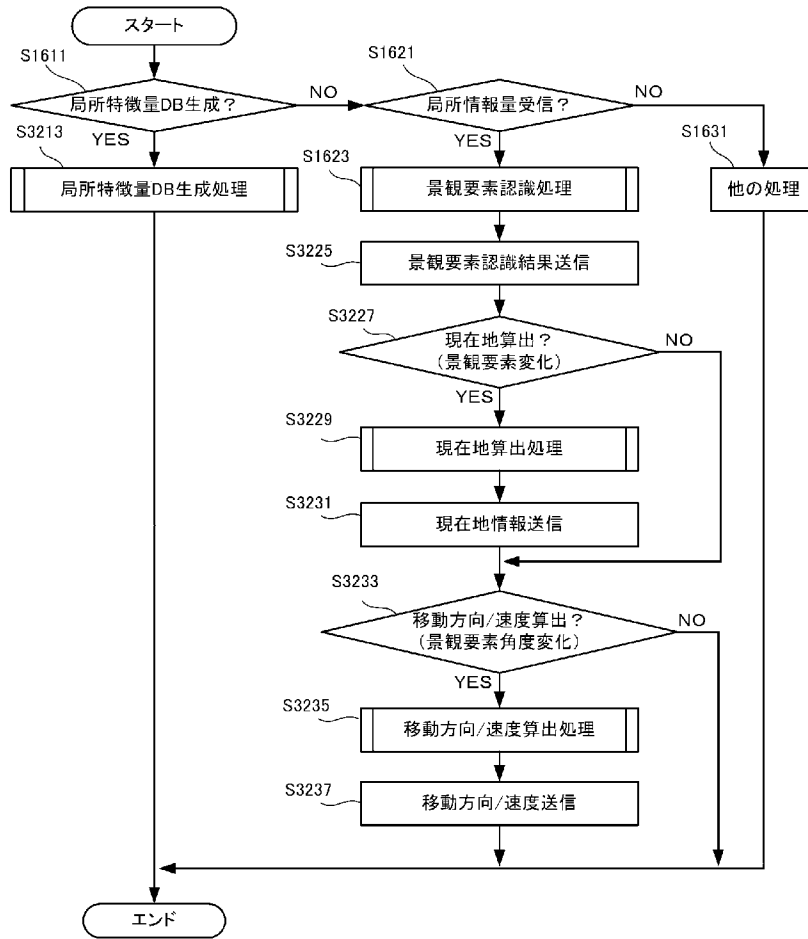 スタート
S1611
局所特徴量DB生成？
NO
YES
S1621
局所情報量受信？
NO
YES
S3213
局所特徴量DB生成処理
S1623
景観要素認識処理
S1631
他の処理
S3225
景観要素認識結果送信
S3227
現在地算出？
(景観要素変化)
NO
YES
S3229
現在地算出処理
S3231
現在地情報送信
S3233
移動方向/速度算出？
(景観要素角度変化)
NO
YES
S3235
移動方向/速度算出処理
S3237
移動方向/速度送信
エンド